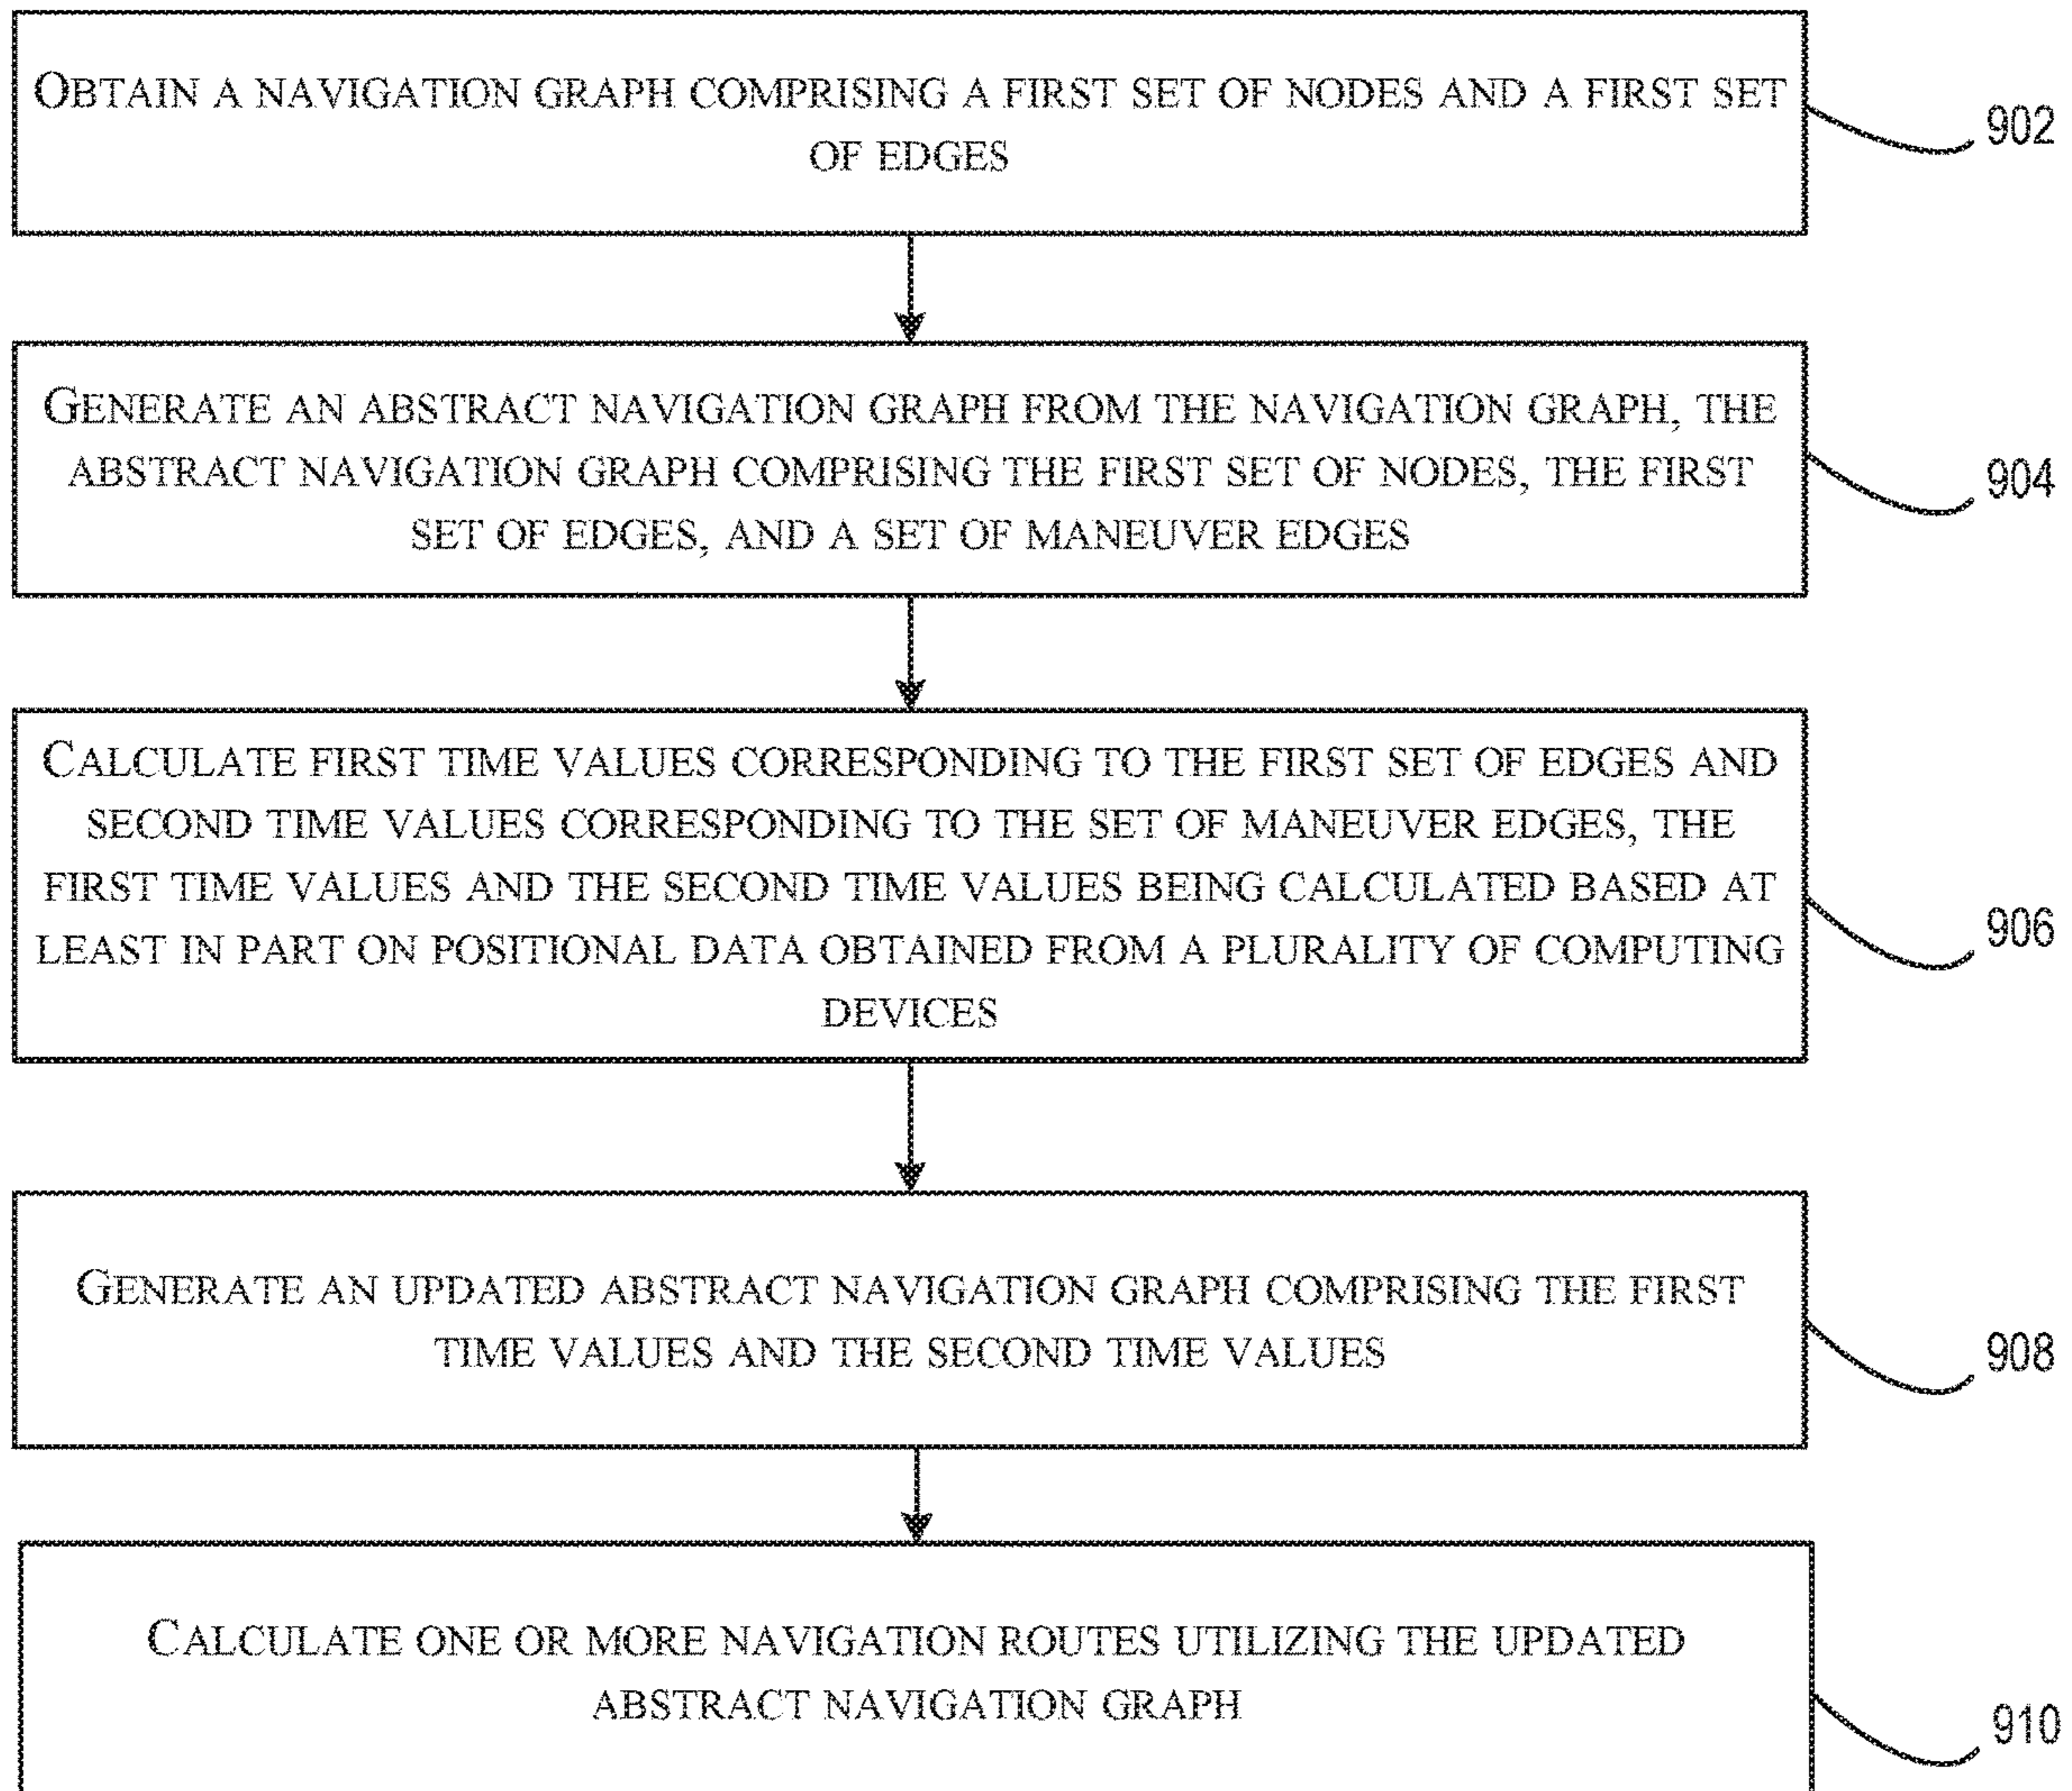 OBTAIN A NAVIGATION GRAPH COMPRISING A FIRST SET OF NODES AND A FIRST SET
OF EDGES
902
GENERATE AN ABSTRACT NAVIGATION GRAPH FROM THE NAVIGATION GRAPH, THE
ABSTRACT NAVIGATION GRAPH COMPRISING THE FIRST SET OF NODES, THE FIRST
SET OF EDGES, AND A SET OF MANEUVER EDGES
904
CALCULATE FIRST TIME VALUES CORRESPONDING TO THE FIRST SET OF EDGES AND
SECOND TIME VALUES CORRESPONDING TO THE SET OF MANEUVER EDGES, THE
FIRST TIME VALUES AND THE SECOND TIME VALUES BEING CALCULATED BASED AT
LEAST IN PART ON POSITIONAL DATA OBTAINED FROM A PLURALITY OF COMPUTING
DEVICES
906
GENERATE AN UPDATED ABSTRACT NAVIGATION GRAPH COMPRISING THE FIRST
TIME VALUES AND THE SECOND TIME VALUES
908
CALCULATE ONE OR MORE NAVIGATION ROUTES UTILIZING THE UPDATED
ABSTRACT NAVIGATION GRAPH
910